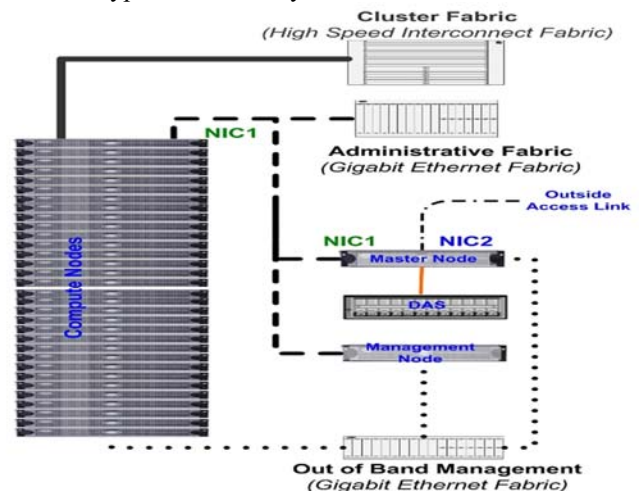 Cluster Fabric
(High Speed Interconnect Fabric)
NIC1
Administrative Fabric
(Gigabit Ethernet Fabric)
Outside
Access Link
NIC1
NIC2
Master Node
DAS
Compute Nodes
Management
Node
Out of Band Management
(Gigabit Ethernet Fabric)